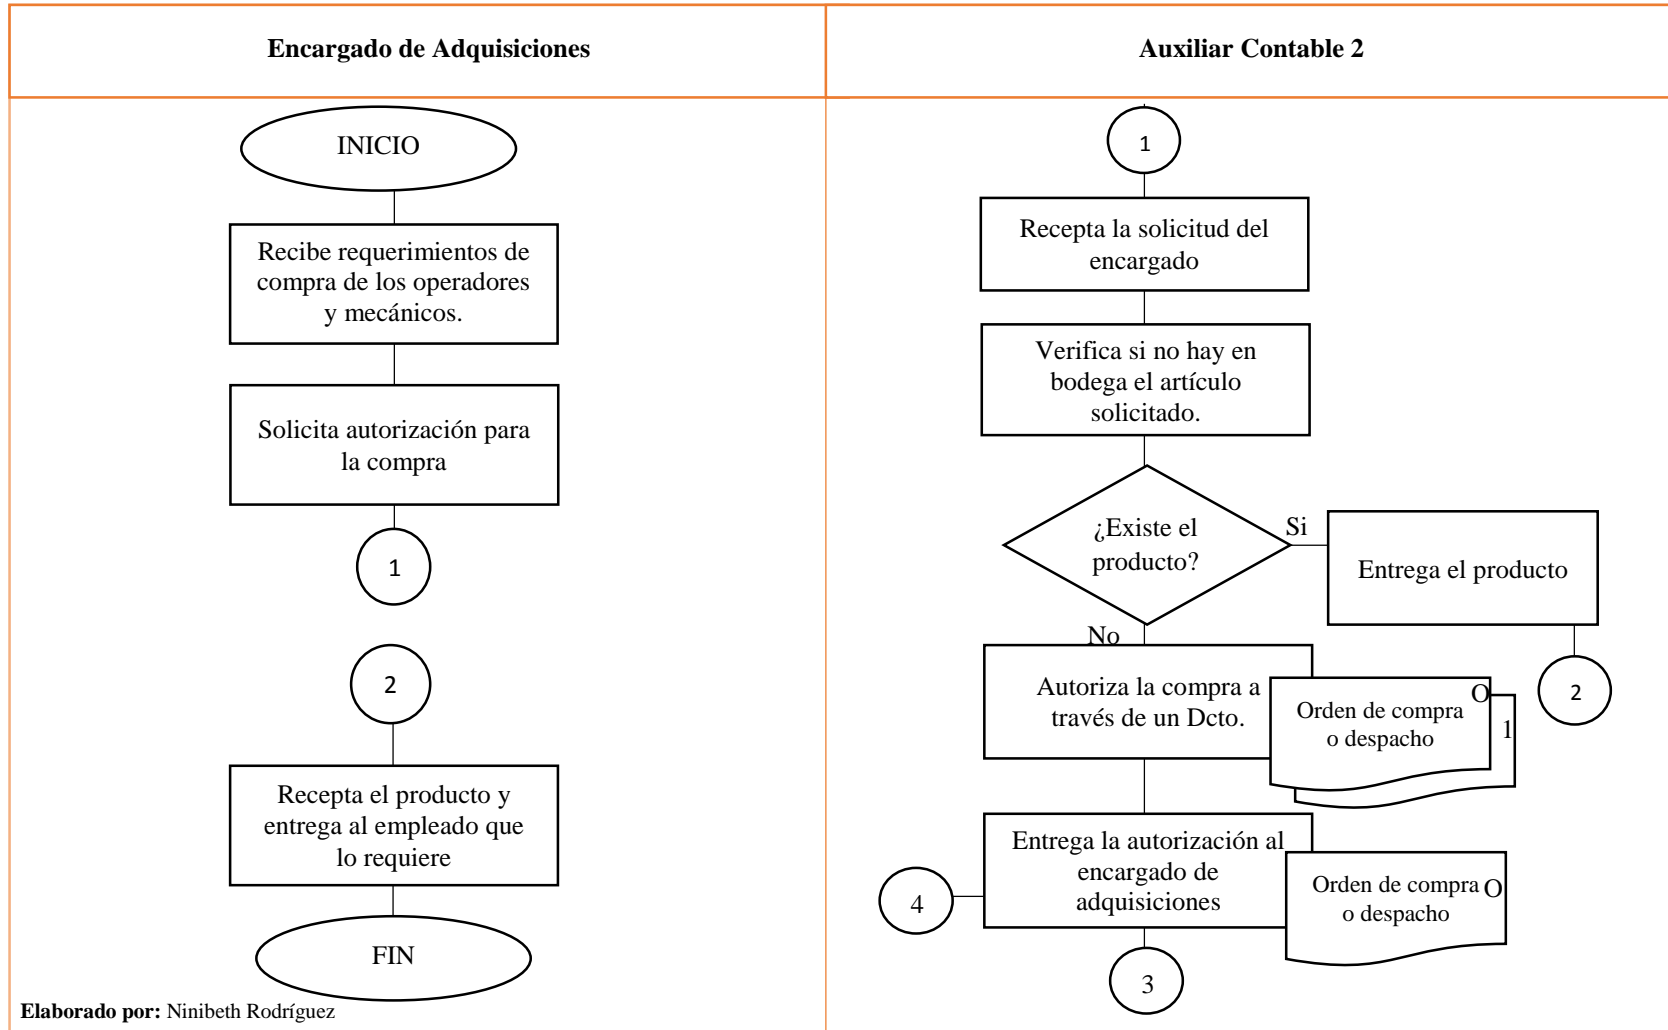 Encargado de Adquisiciones
Auxiliar Contable 2
INICIO
Recibe requerimientos de
compra de los operadores
y mecánicos.
Solicita autorización para
la compra
1
2
Recepta el producto y
entrega al empleado que
lo requiere
FIN
Elaborado por: Ninibeth Rodríguez
1
Recepta la solicitud del
encargado
Verifica si no hay en
bodega el artículo
solicitado.
¿Existe el
producto?
Si
Entrega el producto
2
No
Autoriza la compra a
través de un Dcto.
O
Orden de compra
o despacho
1
Entrega la autorización al
encargado de
adquisiciones
Orden de compra
o despacho
O
4
3